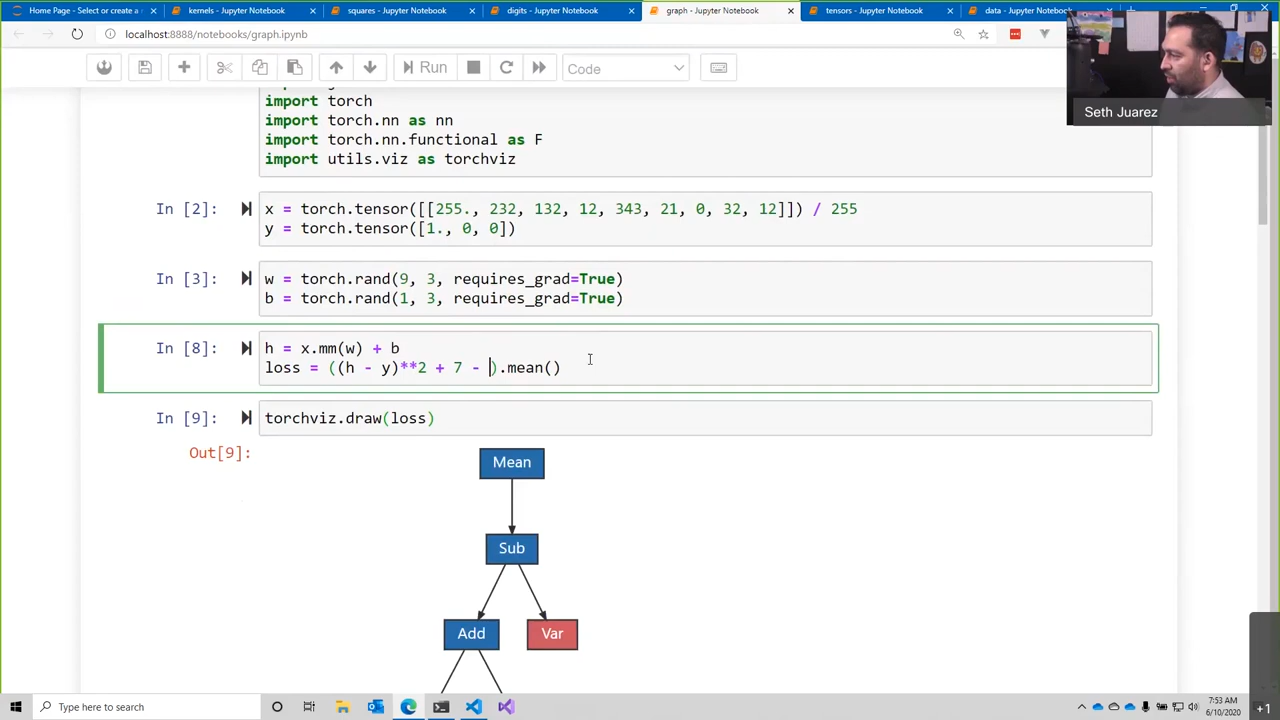 Home Page - Select or create a
kernels - Jupyter Notebook
squares - Jupyter Notebook
digits - Jupyter Notebook
graph - Jupyter Notebook
tensors - Jupyter Notebook
data - Jupyter Notebook
localhost:8888/notebooks/graph.ipynb
Run
Code
Seth Juarez
import torch
import torch.nn as nn
import torch.nn.functional as F
import utils.viz as torchviz
In [2]:
x = torch.tensor([[255., 232, 132, 12, 343, 21, 0, 32, 12]]) / 255
y = torch.tensor([1., 0, 0])
In [3]:
w = torch.rand(9, 3, requires_grad=True)
b = torch.rand(1, 3, requires_grad=True)
In [8]:
h = x.mm(w) + b
loss = ((h - y)**2 + 7 - ).mean()
In [9]:
torchviz.draw(loss)
Out[9]:
Mean
Sub
Add
Var
Type here to search
7:53 AM
6/10/2020
+1